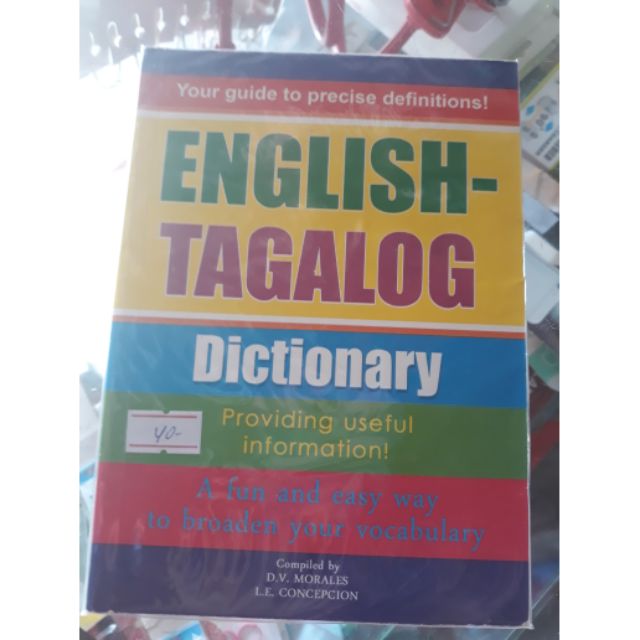 Your guide to precise definitions!
ENGLISH-
TAGALOG
Dictionary
Providing useful
information!
40-
A fun and easy way
to broaden your vocabulary
Compiled by
D.V. MORALES
L.E. CONCEPCION